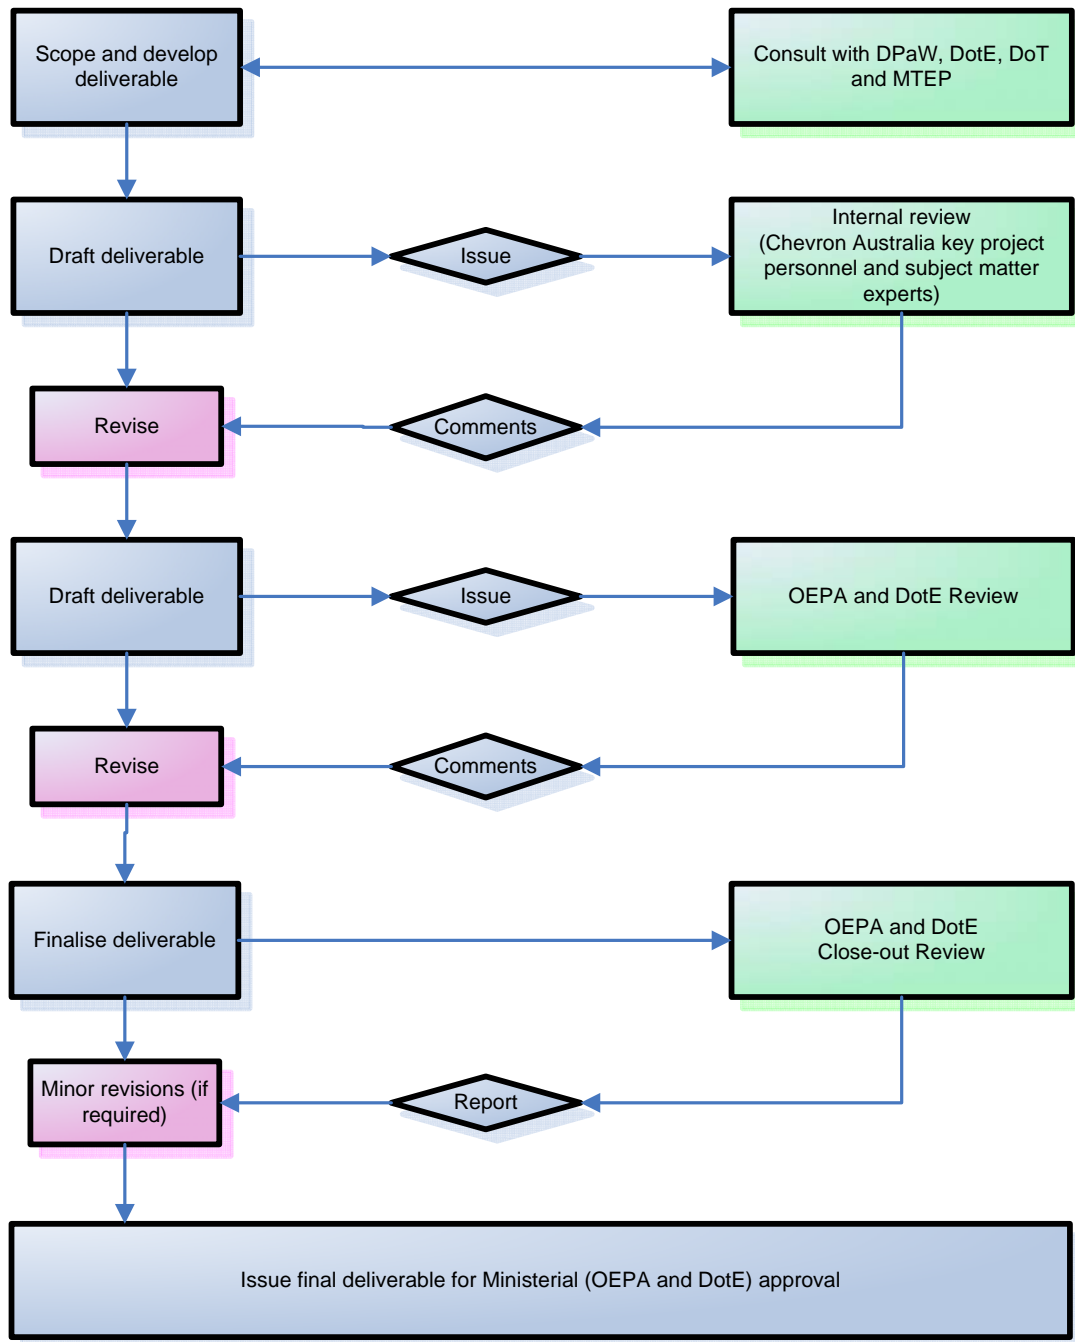 Scope and develop
deliverable
Consult with DPaW, DotE, DoT
and MTEP
Draft deliverable
Issue
Internal review
(Chevron Australia key project
personnel and subject matter
experts)
Revise
Comments
Draft deliverable
Issue
OEPA and DotE Review
Revise
Comments
Finalise deliverable
OEPA and DotE
Close-out Review
Minor revisions (if
required)
Report
Issue final deliverable for Ministerial (OEPA and DotE) approval